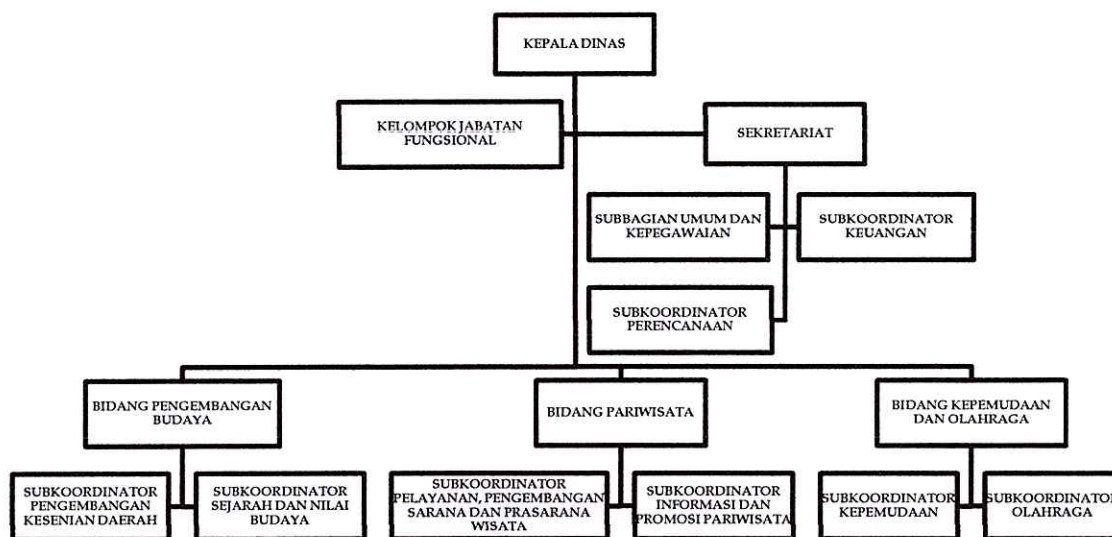 KEPALA DINAS
KELOMPOK JABATAN
FUNGSIONAL
SEKRETARIAT
SUBBAGIAN UMUM DAN
KEPEGAWAIAN
SUBKOORDINATOR
KEUANGAN
SUBKOORDINATOR
PERENCANAAN
BIDANG PENGEMBANGAN
BUDAYA
BIDANG PARIWISATA
BIDANG KEPEMUDAAN
DAN OLAHRAGA
SUBKOORDINATOR
PENGEMBANGAN
KESENIAN DAERAH
SUBKOORDINATOR
SEJARAH DAN NILAI
BUDAYA
SUBKOORDINATOR
PELAYANAN, PENGEMBANGAN
SARANA DAN PRASARANA
WISATA
SUBKOORDINATOR
INFORMASI DAN
PROMOSI PARIWISATA
SUBKOORDINATOR
KEPEMUDAAN
SUBKOORDINATOR
OLAHRAGA